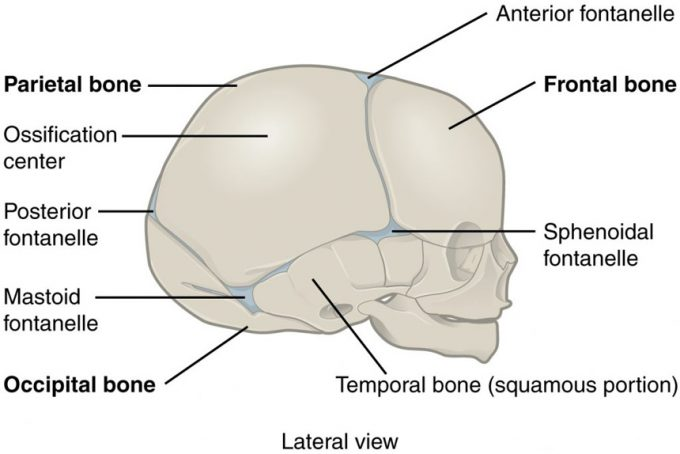 Anterior fontanelle
Parietal bone
Frontal bone
Ossification
center
Posterior
fontanelle
Sphenoidal
fontanelle
Mastoid
fontanelle
Occipital bone
Temporal bone (squamous portion)
Lateral view